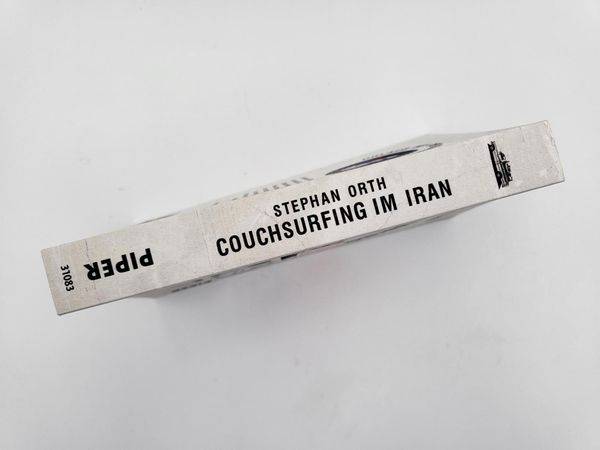 STEPHAN ORTH
COUCHSURFING IM IRAN
PIPER
31083